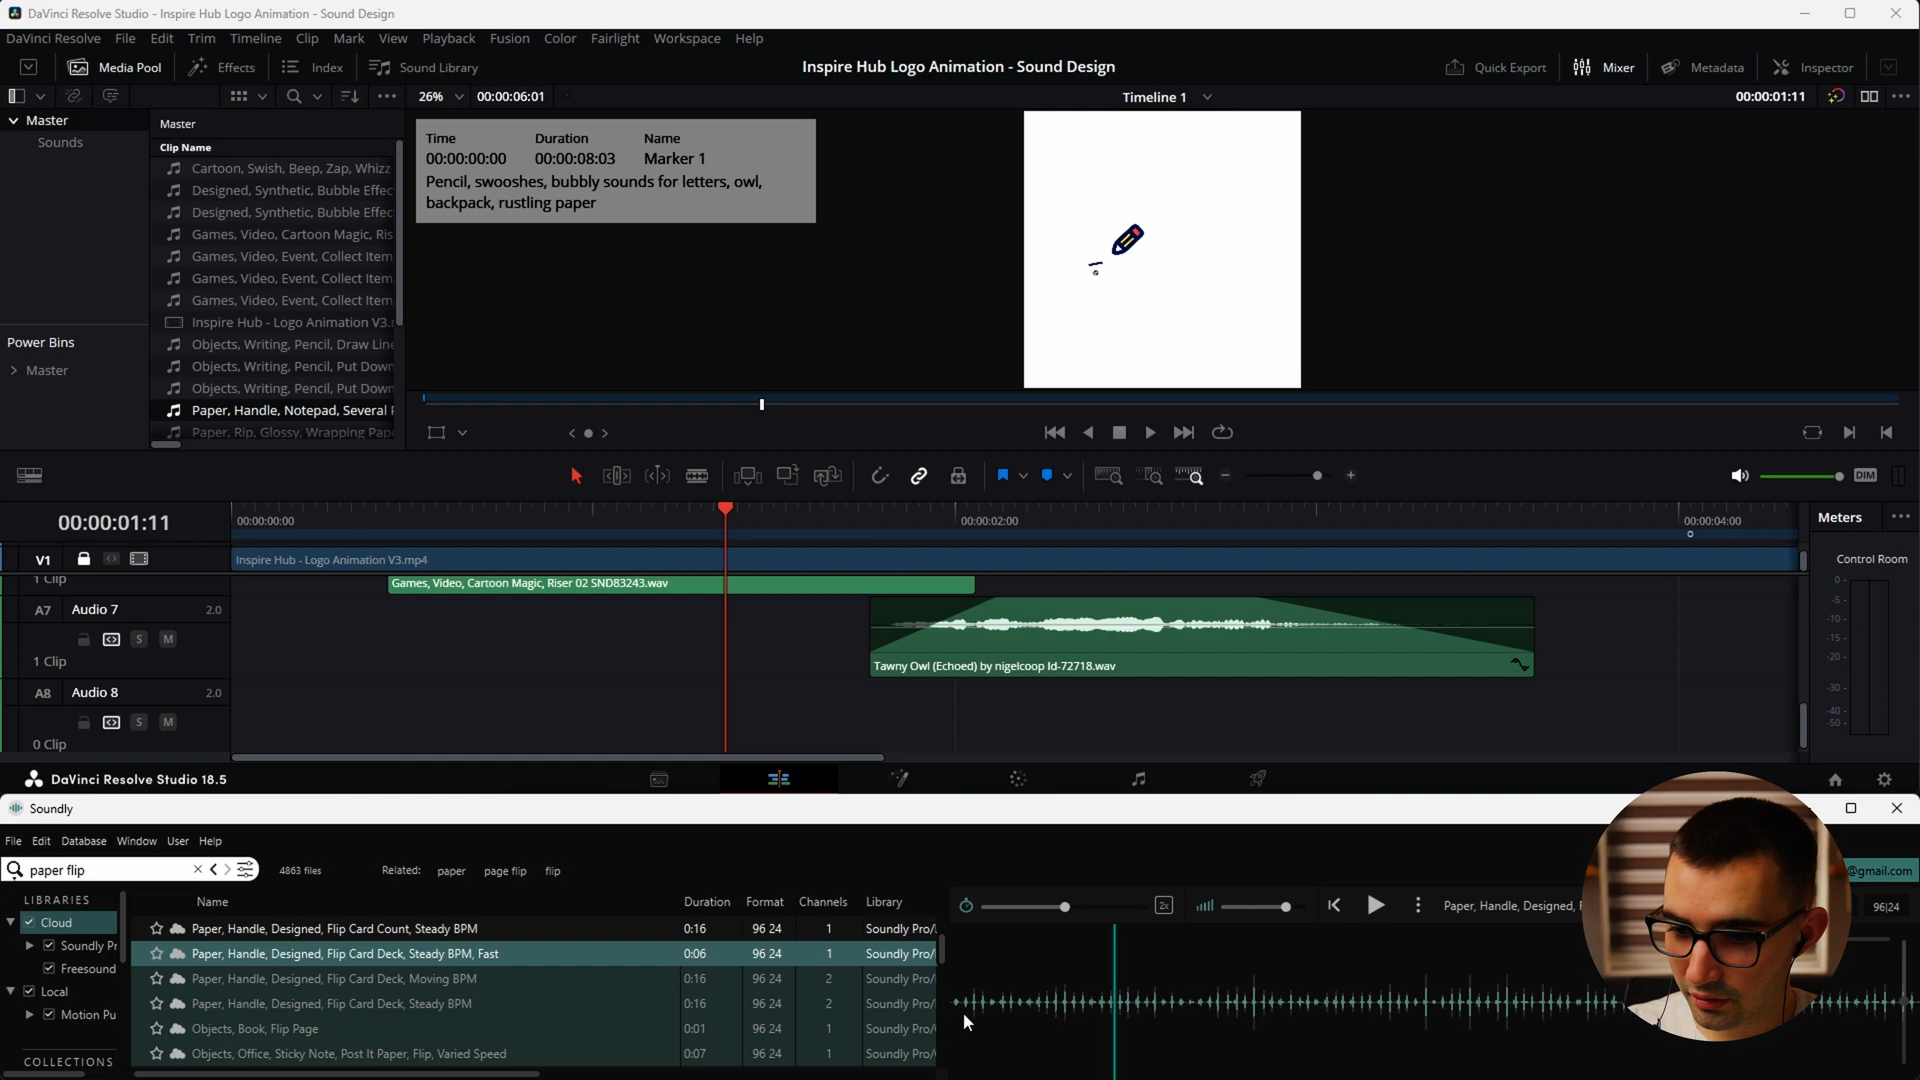 DaVinci Resolve Studio - Inspire Hub Logo Animation - Sound Design
DaVinci Resolve File Edit Trim Timeline Clip Mark View Playback Fusion Color Fairlight Workspace Help
Media Pool Effects Index Sound Library
Inspire Hub Logo Animation - Sound Design
Quick Export Mixer Metadata Inspector
26% 00:00:06:01
Timeline 1
00:00:01:11
Master
Sounds
Power Bins
Master
Master
Clip Name
Cartoon, Swish, Beep, Zap, Whizz
Designed, Synthetic, Bubble Effec
Designed, Synthetic, Bubble Effec
Games, Video, Cartoon Magic, Ris
Games, Video, Event, Collect Item
Games, Video, Event, Collect Item
Games, Video, Event, Collect Item
Inspire Hub - Logo Animation V3.
Objects, Writing, Pencil, Draw Line
Objects, Writing, Pencil, Put Down
Objects, Writing, Pencil, Put Down
Paper, Handle, Notepad, Several
Paper, Rip, Glossy, Wrapping Pap
Time Duration Name
00:00:00:00 00:00:08:03 Marker 1
Pencil, swooshes, bubbly sounds for letters, owl,
backpack, rustling paper
DIM
00:00:01:11
00:00:00:00 00:00:02:00 00:00:04:00
V1
Inspire Hub - Logo Animation V3.mp4
1 Clip
Games, Video, Cartoon Magic, Riser 02 SND83243.wav
A7 Audio 7 2.0
S M
1 Clip
Tawny Owl (Echoed) by nigelcoop Id-72718.wav
A8 Audio 8 2.0
S M
0 Clip
Meters
Control Room
0
-5
-10
-15
-20
-30
-40
-50
DaVinci Resolve Studio 18.5
Soundly
File Edit Database Window User Help
paper flip
4863 files
Related: paper page flip flip
@gmail.com
LIBRARIES
Cloud
Soundly Pr
Freesound
Local
Motion Pu
COLLECTIONS
Name Duration Format Channels Library
Paper, Handle, Designed, Flip Card Count, Steady BPM 0:16 96 24 1 Soundly Pro/
Paper, Handle, Designed, Flip Card Deck, Steady BPM, Fast 0:06 96 24 1 Soundly Pro/
Paper, Handle, Designed, Flip Card Deck, Moving BPM 0:16 96 24 2 Soundly Pro/
Paper, Handle, Designed, Flip Card Deck, Steady BPM 0:16 96 24 2 Soundly Pro/
Objects, Book, Flip Page 0:01 96 24 1 Soundly Pro/
Objects, Office, Sticky Note, Post It Paper, Flip, Varied Speed 0:07 96 24 1 Soundly Pro/
2x
Paper, Handle, Designed, F
96|24